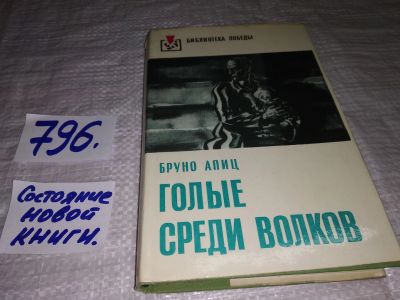 БИБЛИОТЕКА ПОБЕДЫ
796.
Состояние
новой
книги.
БРУНО АПИЦ
ГОЛЫЕ
СРЕДИ ВОЛКОВ